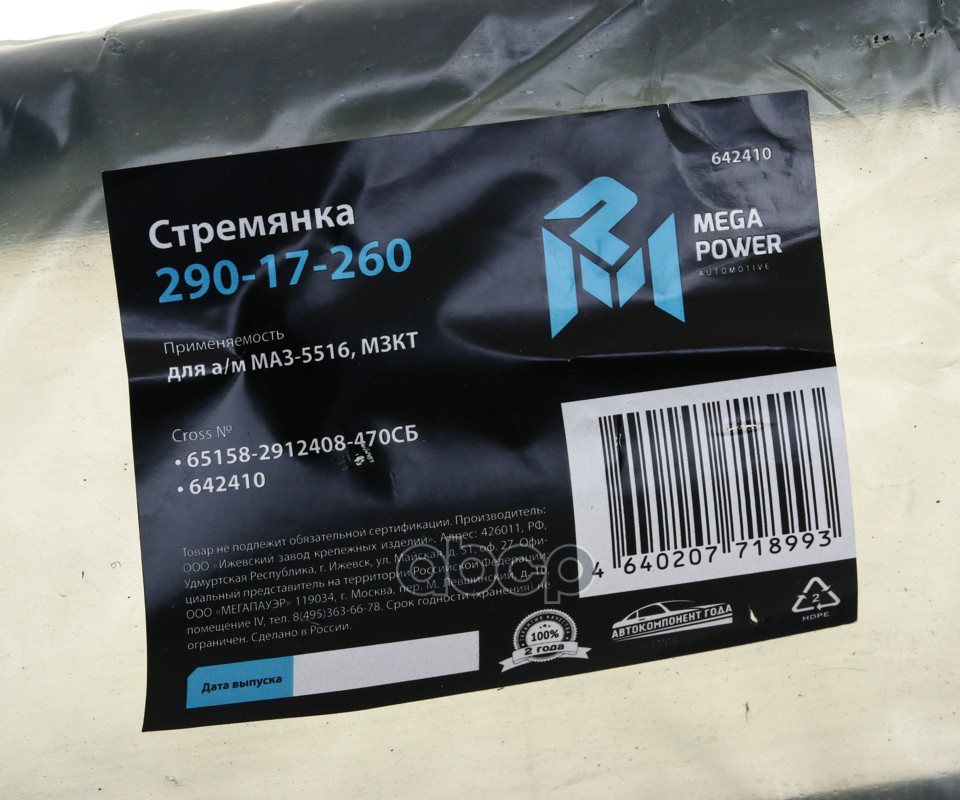 642410
Стремянка
290-17-260
MEGA
POWER
AUTOMOTIVE
Применяемость
для а/м МАЗ-5516, МЗКТ
Cross №
• 65158-2912408-470СБ
• 642410
Товар не подлежит обязательной сертификации. Производитель:
ООО «Ижевский завод крепежных изделий». Адрес: 426011, РФ,
Удмуртская Республика, г. Ижевск, ул. Майская, д. 51, оф. 27. Офи-
циальный представитель на территории Российской Федерации:
ООО «МЕГАПАУЭР» 119034, г. Москва, пер. М. Левшинский, д.
помещение IV, тел. 8(495)363-66-78. Срок годности (хранения) не
ограничен. Сделано в России.
Дата выпуска
4 640207 718993
ГАРАНТИЯ КАЧЕСТВА
100%
2 года
АВТОКОМПОНЕНТ ГОДА
2
HDPE
abcp